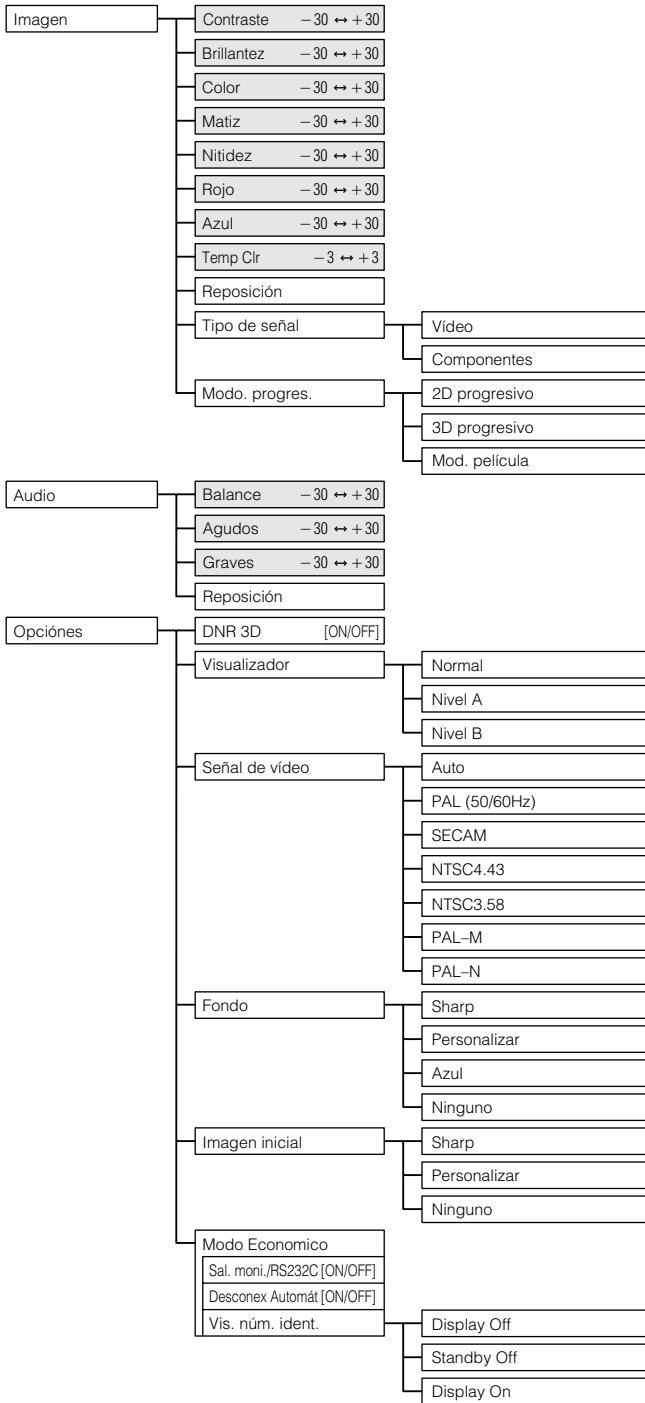 Imagen
Contraste −30 ↔ +30
Brillantez −30 ↔ +30
Color −30 ↔ +30
Matiz −30 ↔ +30
Nitidez −30 ↔ +30
Rojo −30 ↔ +30
Azul −30 ↔ +30
Temp Clr −3 ↔ +3
Reposición
Tipo de señal
Vídeo
Componentes
Modo. progres.
2D progresivo
3D progresivo
Mod. película
Audio
Balance −30 ↔ +30
Agudos −30 ↔ +30
Graves −30 ↔ +30
Reposición
Opciónes
DNR 3D [ON/OFF]
Visualizador
Normal
Nivel A
Nivel B
Señal de vídeo
Auto
PAL (50/60Hz)
SECAM
NTSC4.43
NTSC3.58
PAL–M
PAL–N
Fondo
Sharp
Personalizar
Azul
Ninguno
Imagen inicial
Sharp
Personalizar
Ninguno
Modo Economico
Sal. moni./RS232C [ON/OFF]
Desconex Automát [ON/OFF]
Vis. núm. ident.
Display Off
Standby Off
Display On